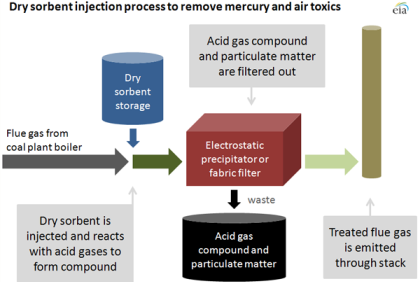 Dry sorbent injection process to remove mercury and air toxics
eia
Acid gas compound
and particulate matter
are filtered out
Dry
sorbent
storage
Flue gas from
coal plant boiler
Electrostatic
precipitator or
fabric filter
waste
Dry sorbent is
injected and reacts
with acid gases to
form compound
Acid gas
compound and
particulate matter
Treated flue gas
is emitted
through stack